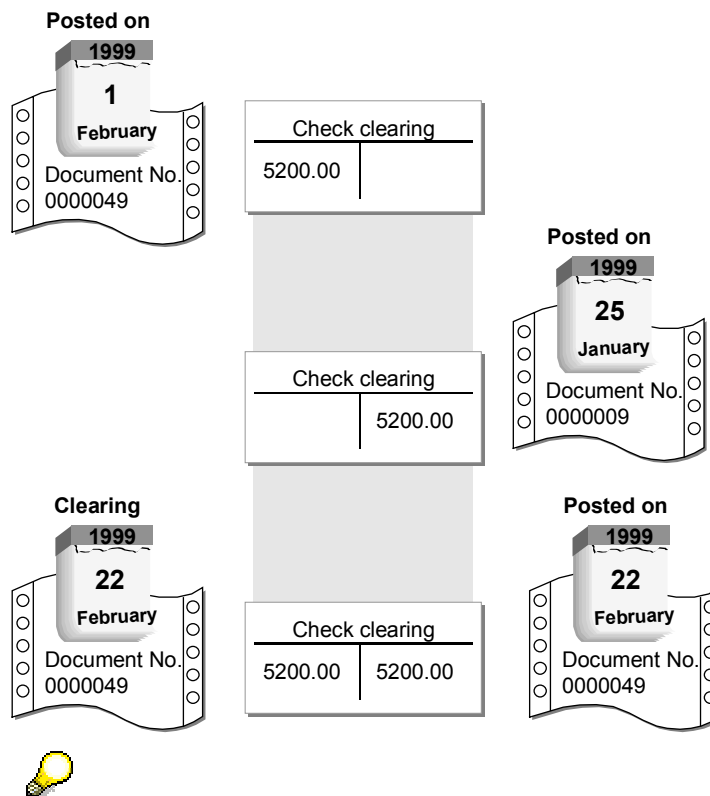 Posted on
1999
1
February
Document No.
0000049
Check clearing
5200.00
Posted on
1999
25
January
Document No.
0000009
Check clearing
5200.00
Clearing
1999
22
February
Document No.
0000049
Check clearing
5200.00 5200.00
Posted on
1999
22
February
Document No.
0000049